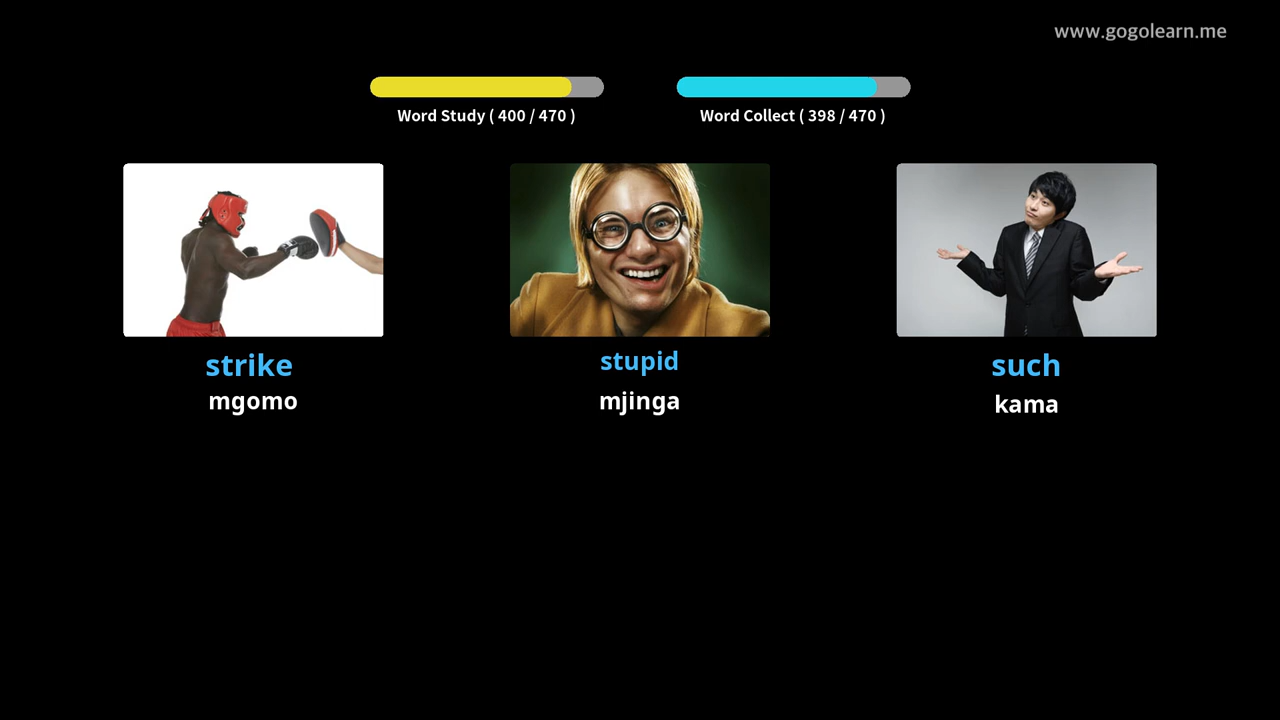 www.gogolearn.me
Word Study ( 400 / 470 )
Word Collect ( 398 / 470 )
strike
mgomo
stupid
mjinga
such
kama